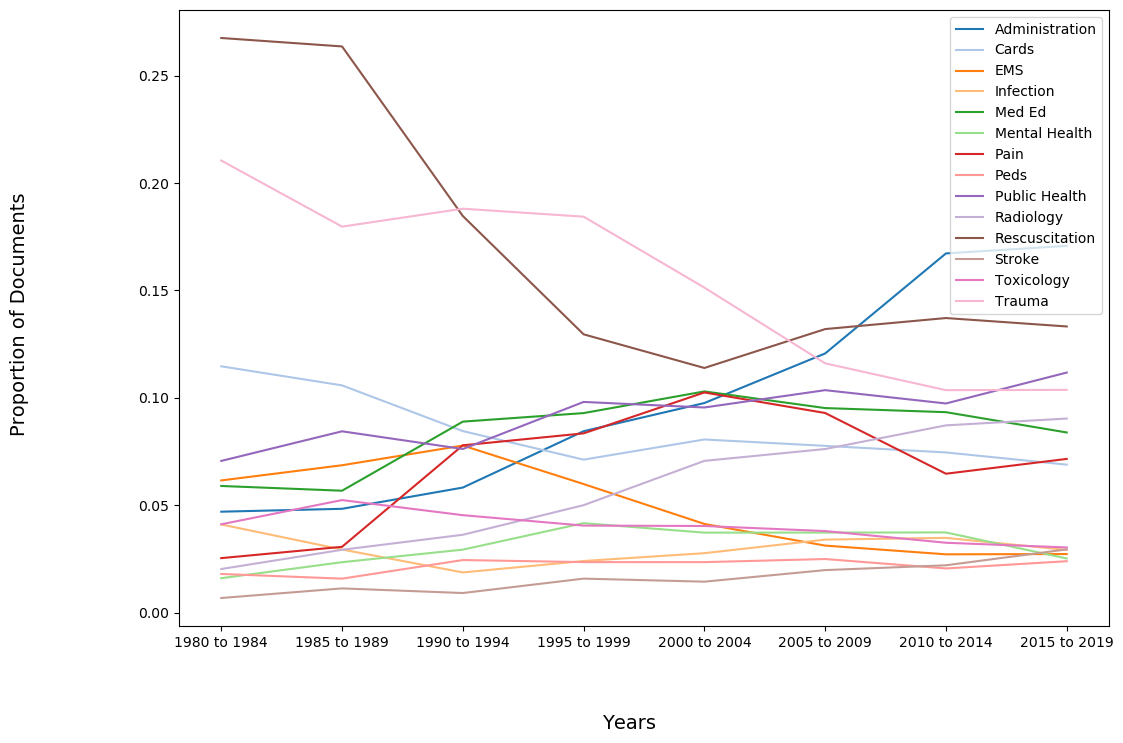 Proportion of Documents
0.25
0.20
0.15
0.10
0.05
0.00
Administration
Cards
EMS
Infection
Med Ed
Mental Health
Pain
Peds
Public Health
Radiology
Rescuscitation
Stroke
Toxicology
Trauma
1980 to 1984 1985 to 1989 1990 to 1994 1995 to 1999 2000 to 2004 2005 to 2009 2010 to 2014 2015 to 2019
Years